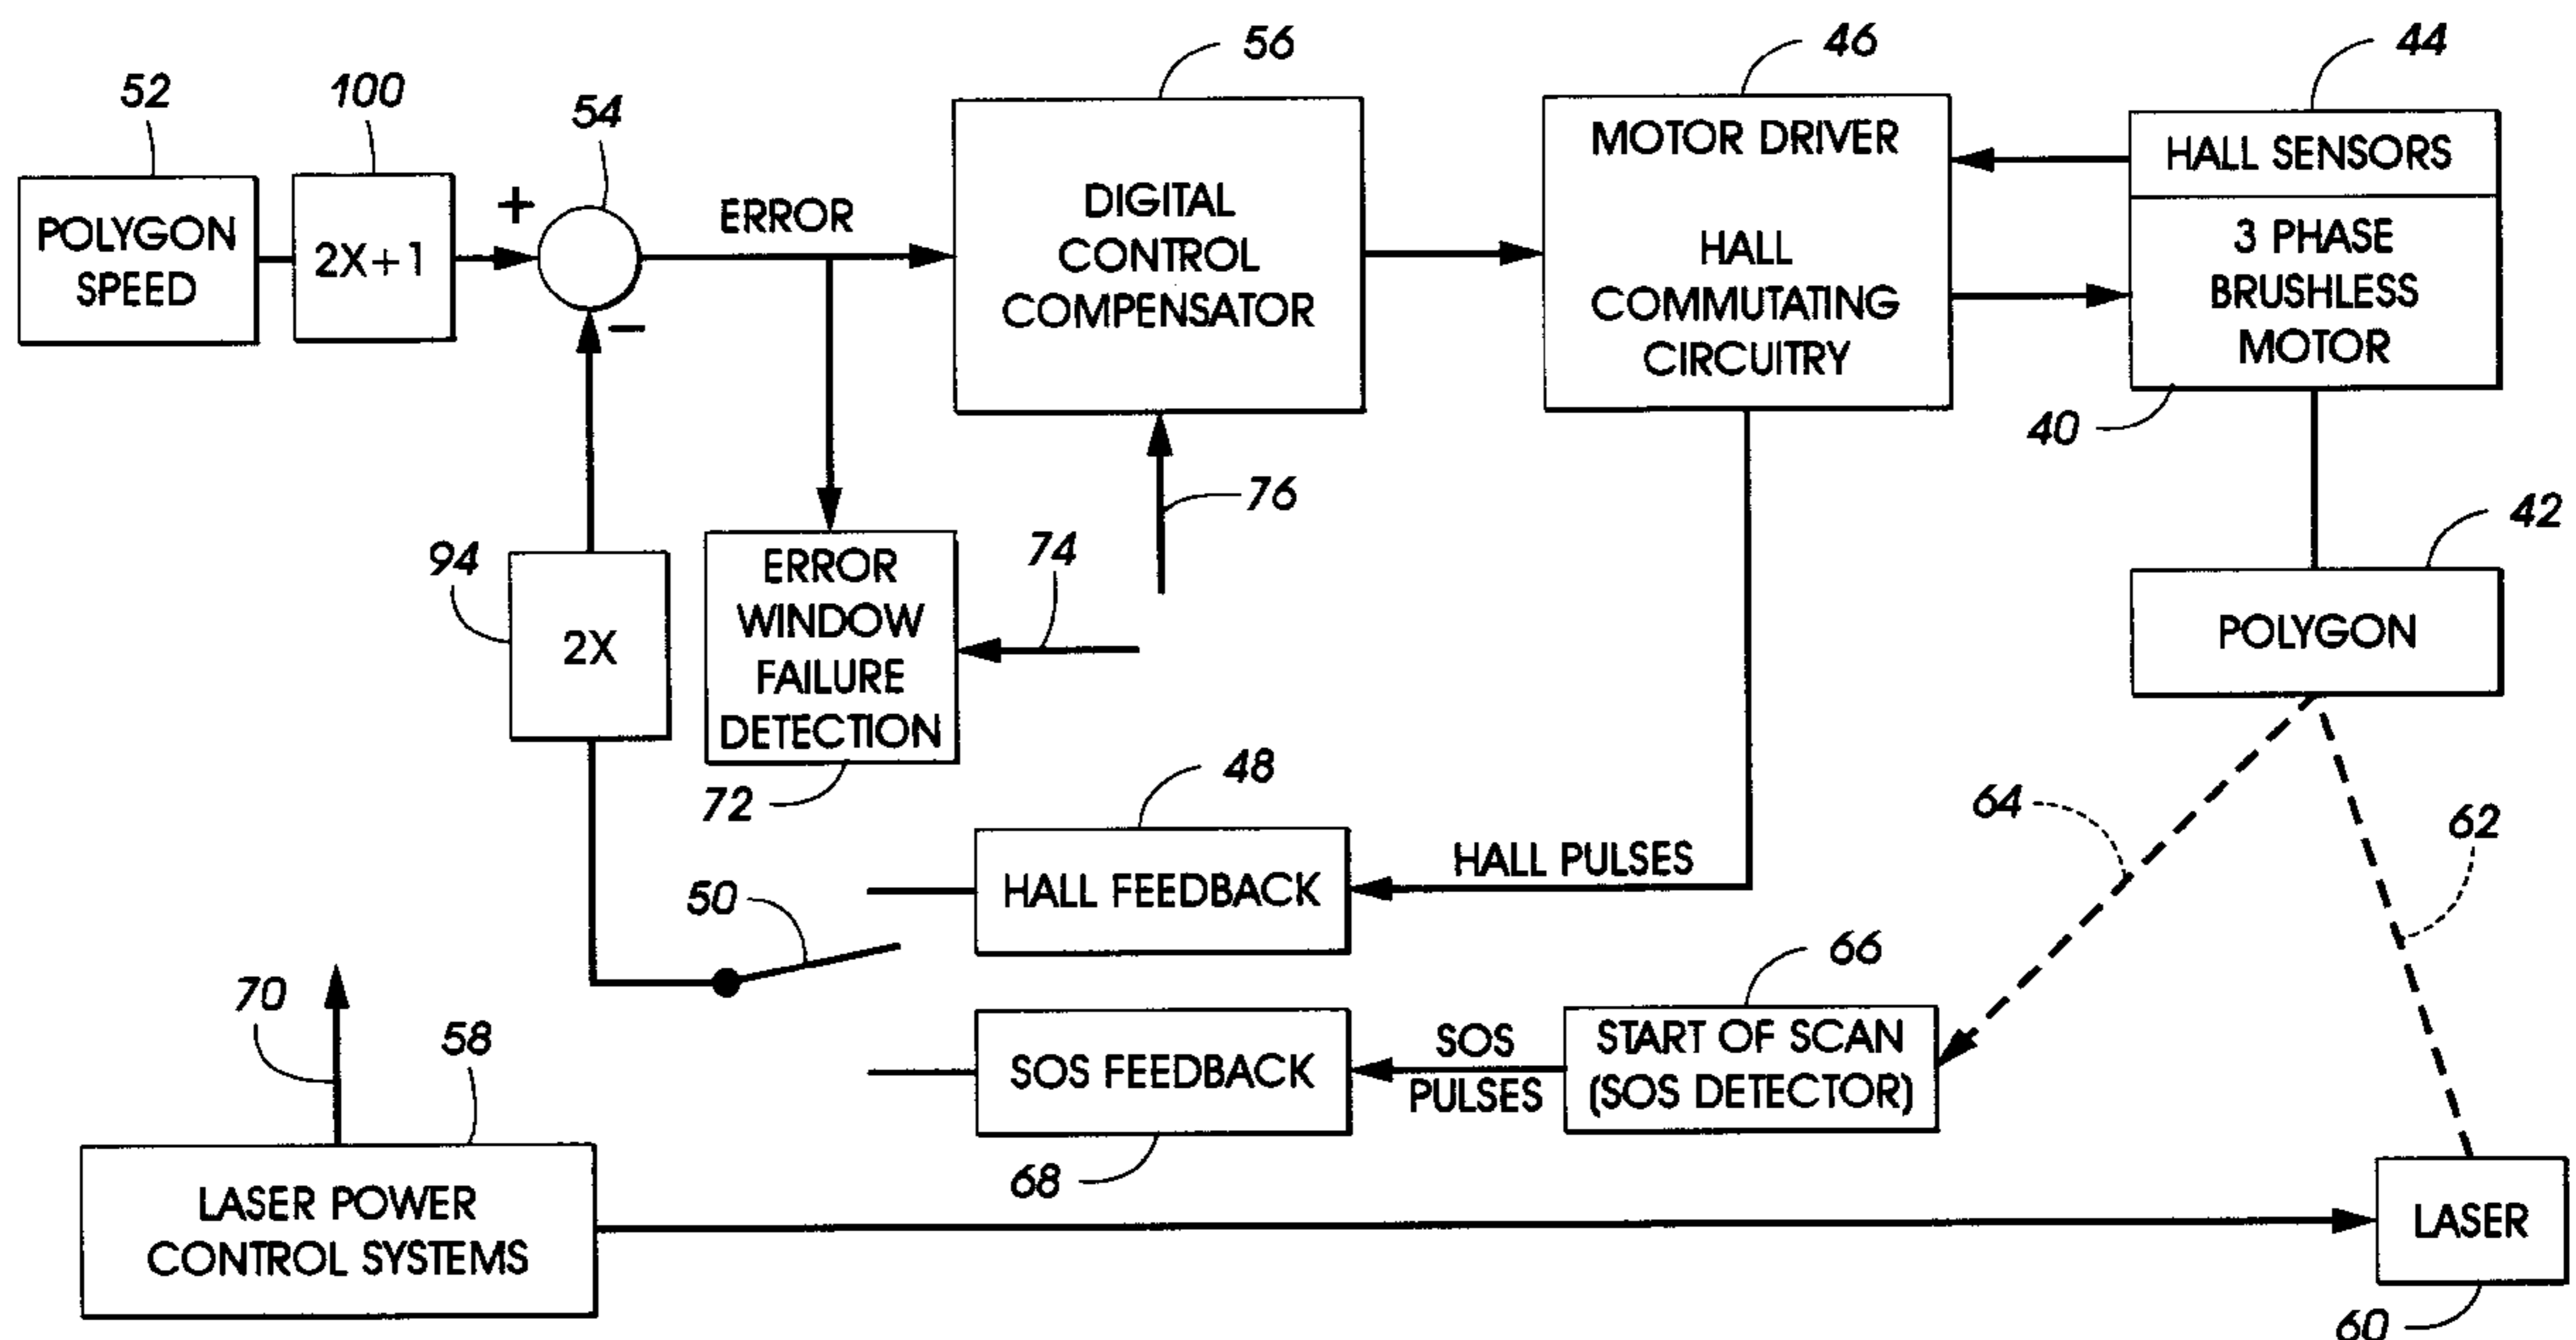 52
100
54
56
46
44
POLYGON
SPEED
2X+1
+
−
ERROR
DIGITAL
CONTROL
COMPENSATOR
MOTOR DRIVER
HALL
COMMUTATING
CIRCUITRY
HALL SENSORS
3 PHASE
BRUSHLESS
MOTOR
40
76
42
94
2X
ERROR
WINDOW
FAILURE
DETECTION
74
72
POLYGON
48
64
62
HALL FEEDBACK
HALL PULSES
50
66
70
58
SOS FEEDBACK
SOS
PULSES
START OF SCAN
(SOS DETECTOR)
68
LASER POWER
CONTROL SYSTEMS
LASER
60